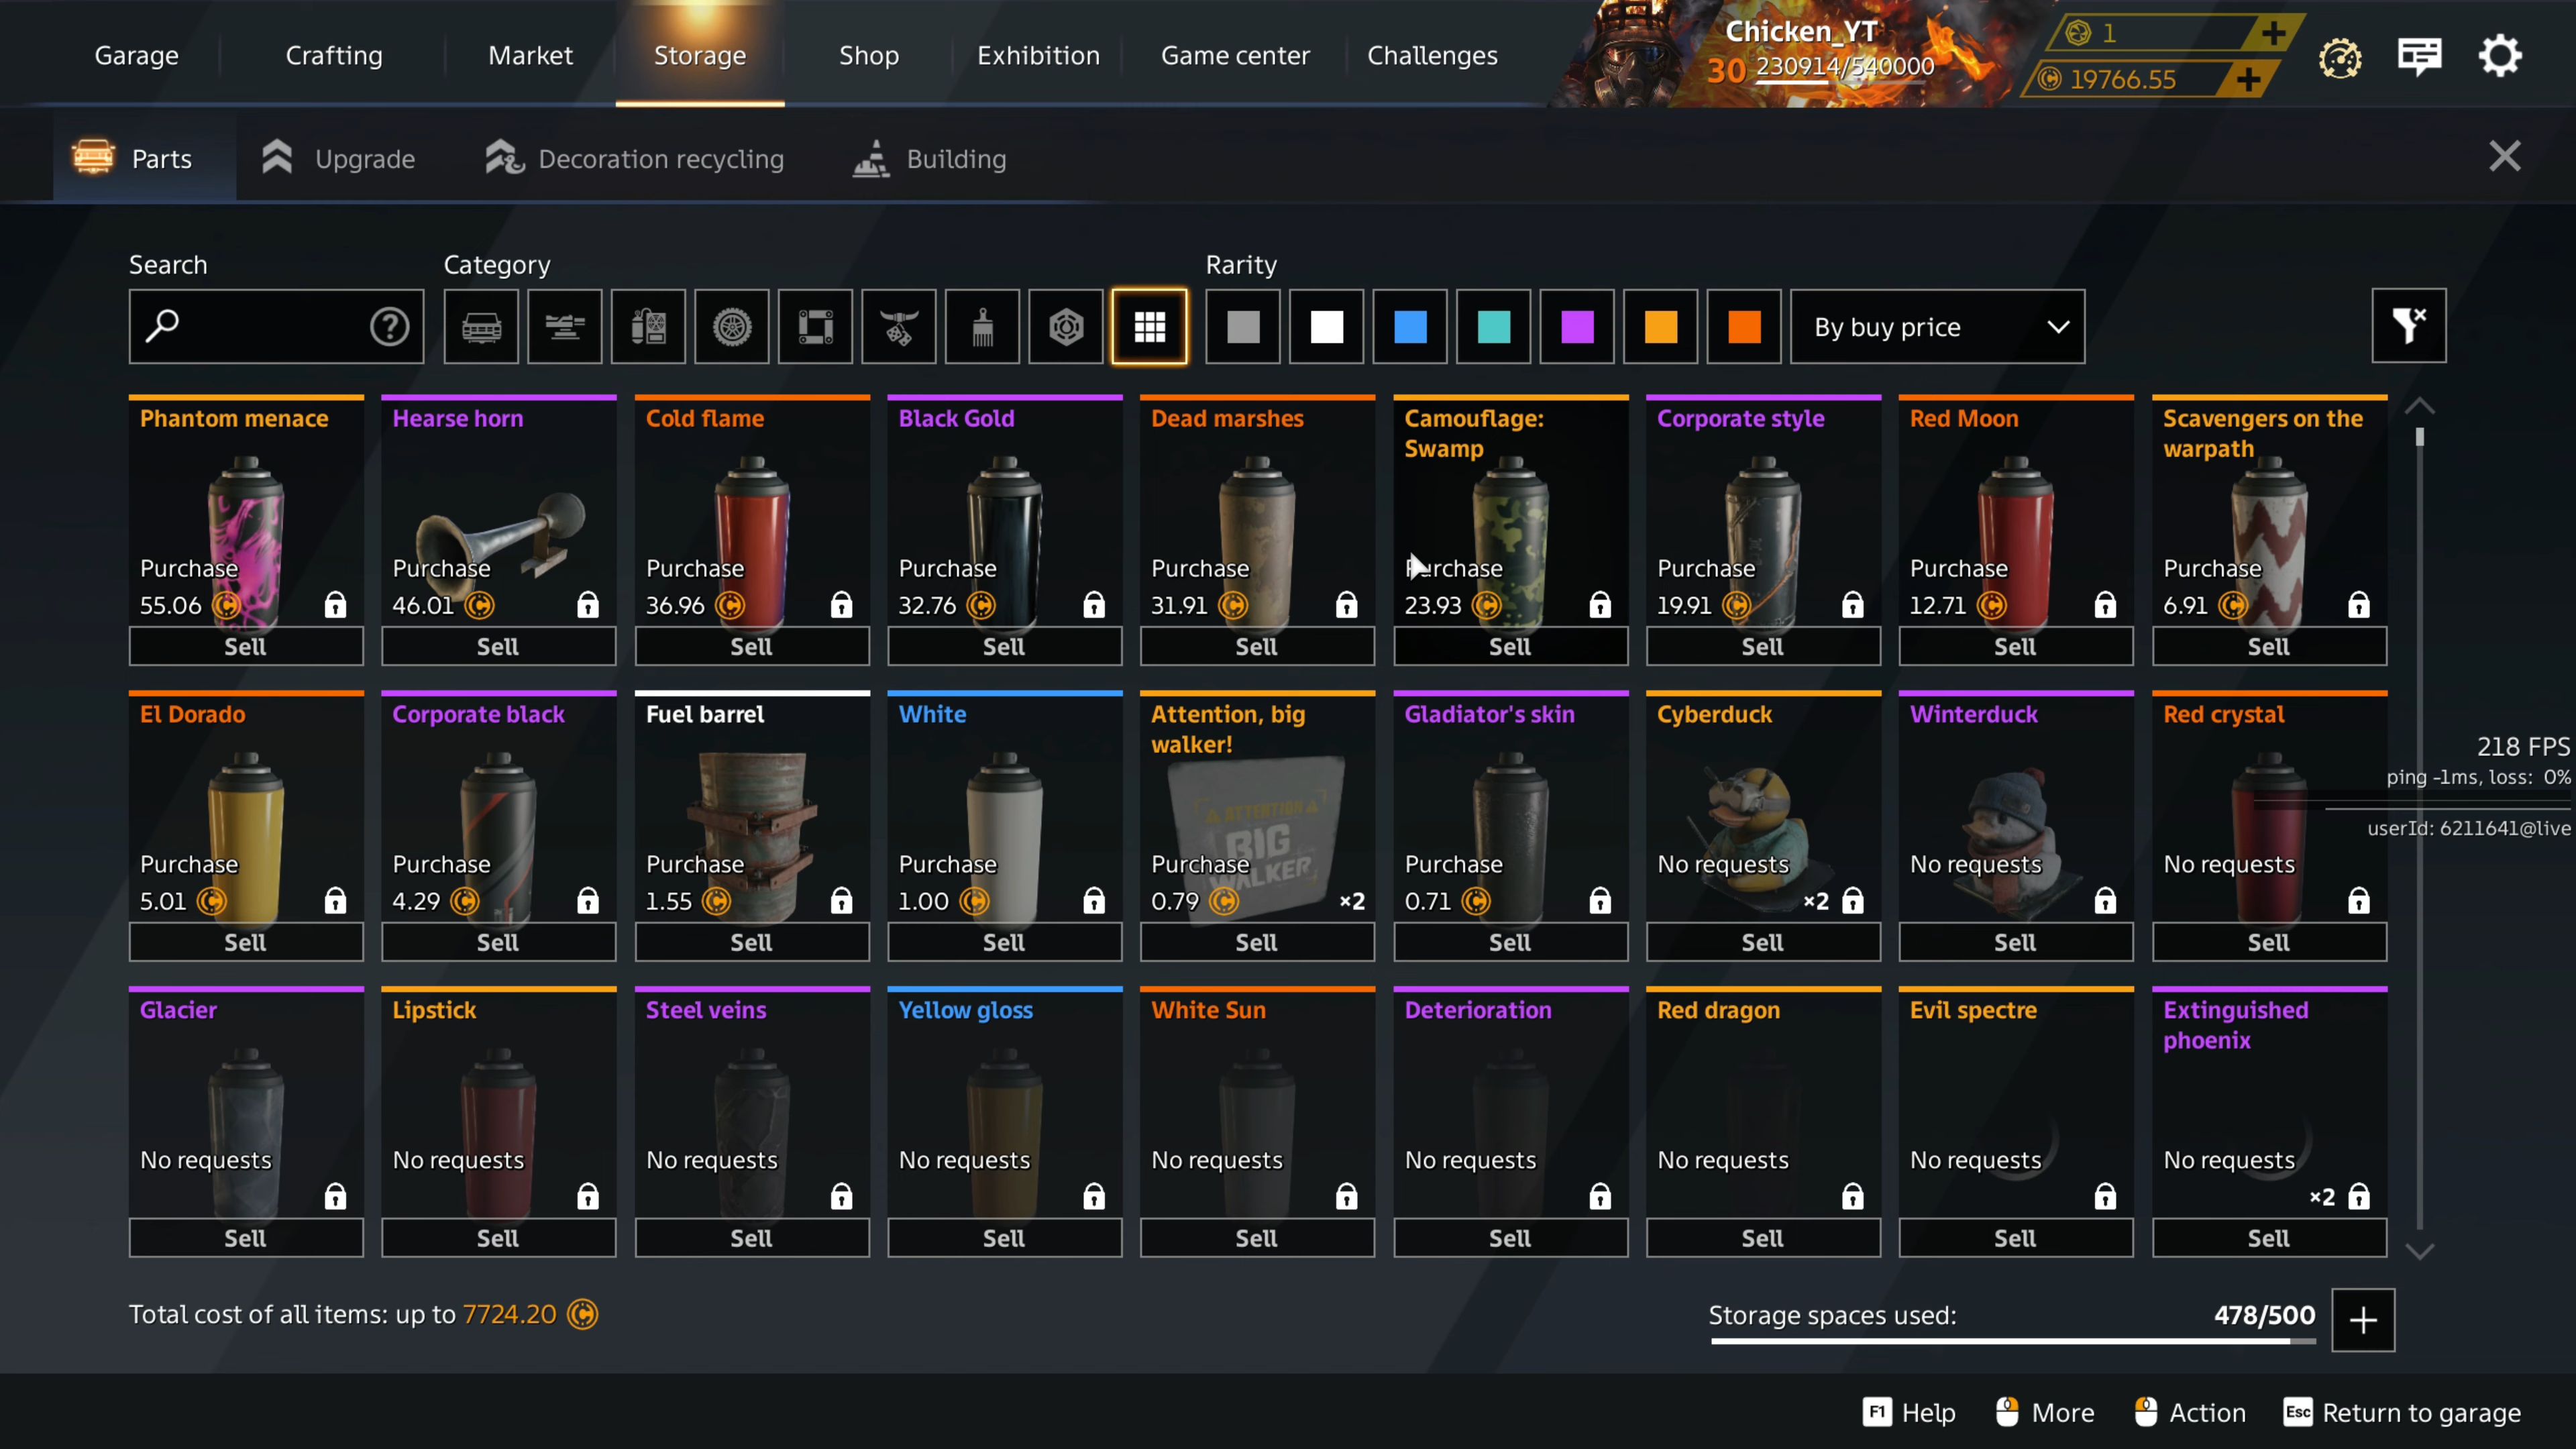 Garage
Crafting
Market
Storage
Shop
Exhibition
Game center
Challenges
Chicken_YT
30 230914/540000
1
19766.55
Parts
Upgrade
Decoration recycling
Building
Search
Category
Rarity
By buy price
Phantom menace
Purchase
55.06
Sell
Hearse horn
Purchase
46.01
Sell
Cold flame
Purchase
36.96
Sell
Black Gold
Purchase
32.76
Sell
Dead marshes
Purchase
31.91
Sell
Camouflage:
Swamp
Purchase
23.93
Sell
Corporate style
Purchase
19.91
Sell
Red Moon
Purchase
12.71
Sell
Scavengers on the
warpath
Purchase
6.91
Sell
El Dorado
Purchase
5.01
Sell
Corporate black
Purchase
4.29
Sell
Fuel barrel
Purchase
1.55
Sell
White
Purchase
1.00
Sell
Attention, big
walker!
ATTENTION
BIG
WALKER
Purchase
0.79
×2
Sell
Gladiator's skin
Purchase
0.71
Sell
Cyberduck
No requests
×2
Sell
Winterduck
No requests
Sell
Red crystal
No requests
Sell
218 FPS
ping -1ms, loss: 0%
userId: 6211641@live
Glacier
No requests
Sell
Lipstick
No requests
Sell
Steel veins
No requests
Sell
Yellow gloss
No requests
Sell
White Sun
No requests
Sell
Deterioration
No requests
Sell
Red dragon
No requests
Sell
Evil spectre
No requests
Sell
Extinguished
phoenix
No requests
×2
Sell
Total cost of all items: up to 7724.20
Storage spaces used: 478/500
F1 Help
More
Action
Esc Return to garage